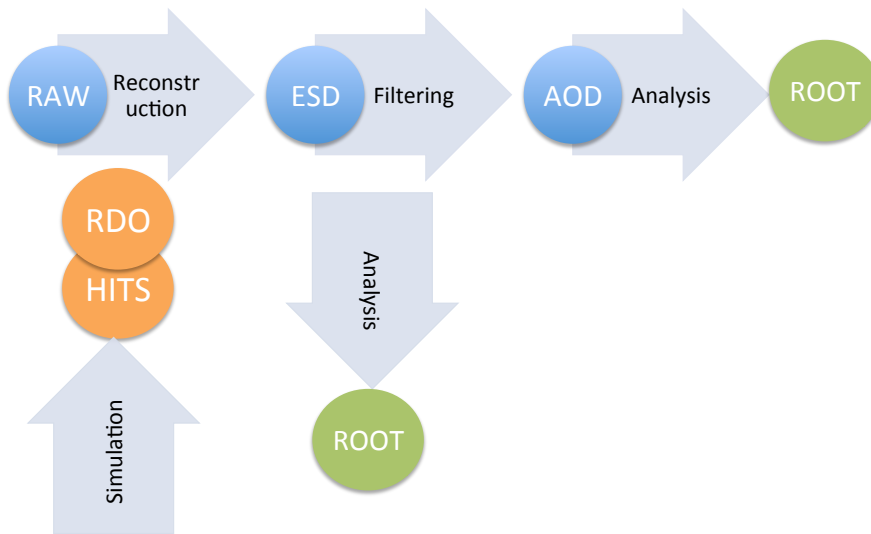 RAW
Reconstr
uction
ESD
Filtering
AOD
Analysis
ROOT
RDO
HITS
Analysis
Simulation
ROOT